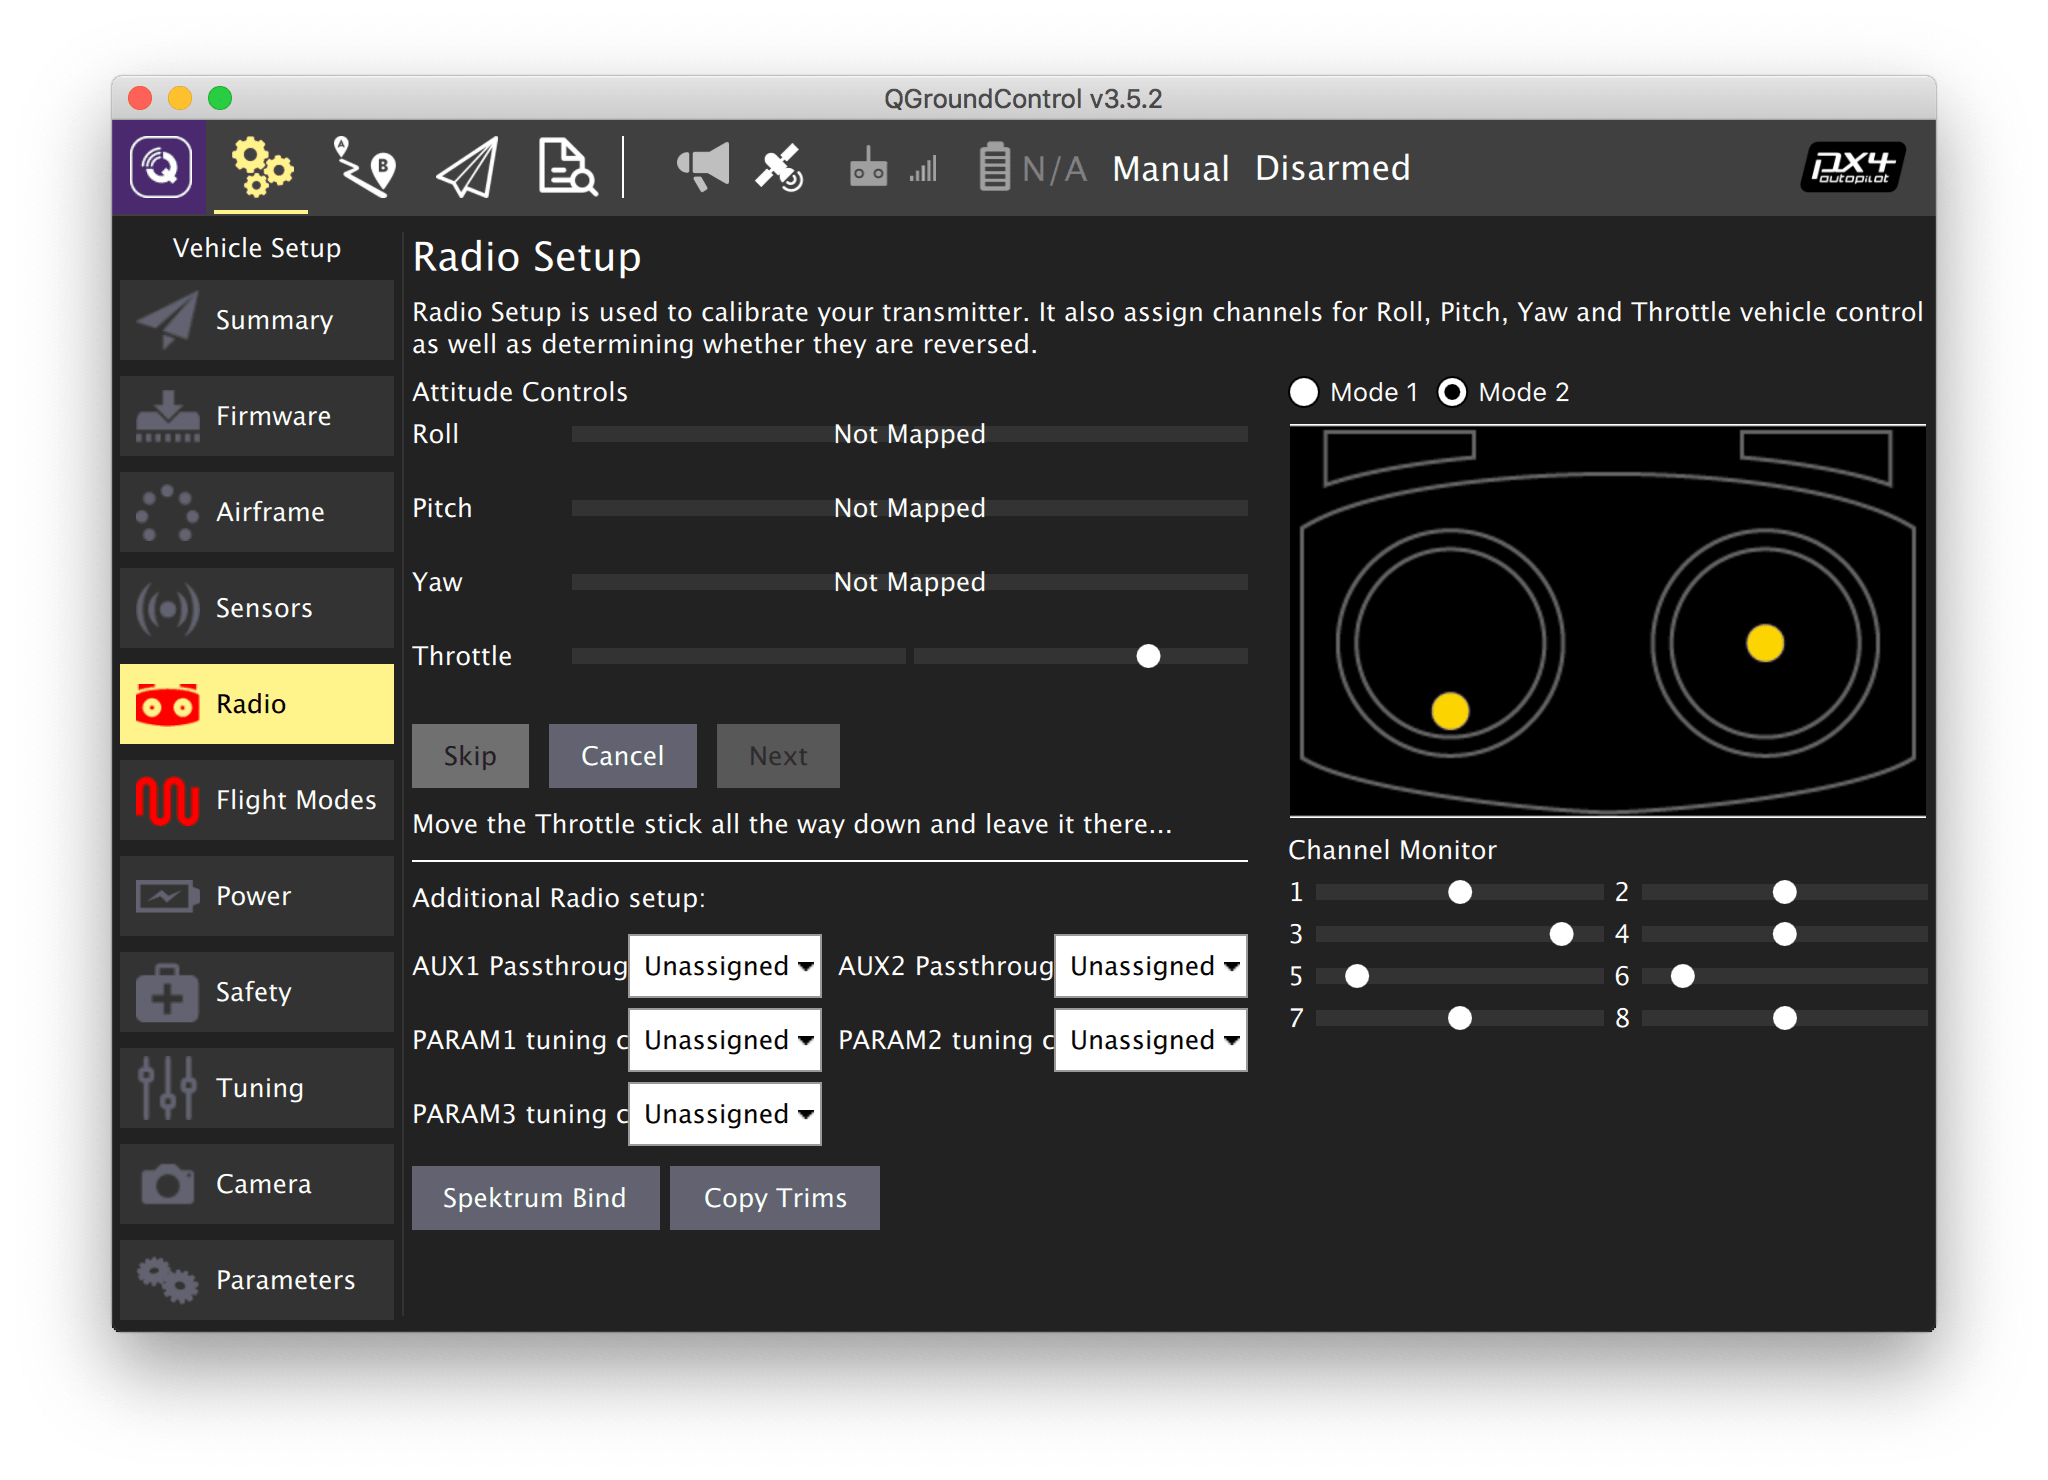 QGroundControl v3.5.2
A
B
N/A Manual Disarmed
px4
autopilot
Vehicle Setup
Summary
Firmware
Airframe
Sensors
Radio
Flight Modes
Power
Safety
Tuning
Camera
Parameters
Radio Setup
Radio Setup is used to calibrate your transmitter. It also assign channels for Roll, Pitch, Yaw and Throttle vehicle control
as well as determining whether they are reversed.
Attitude Controls
Roll Not Mapped
Pitch Not Mapped
Yaw Not Mapped
Throttle
Skip Cancel Next
Move the Throttle stick all the way down and leave it there...
Additional Radio setup:
AUX1 Passthroug Unassigned AUX2 Passthroug Unassigned
PARAM1 tuning c Unassigned PARAM2 tuning c Unassigned
PARAM3 tuning c Unassigned
Spektrum Bind Copy Trims
Mode 1 Mode 2
Channel Monitor
1 2
3 4
5 6
7 8